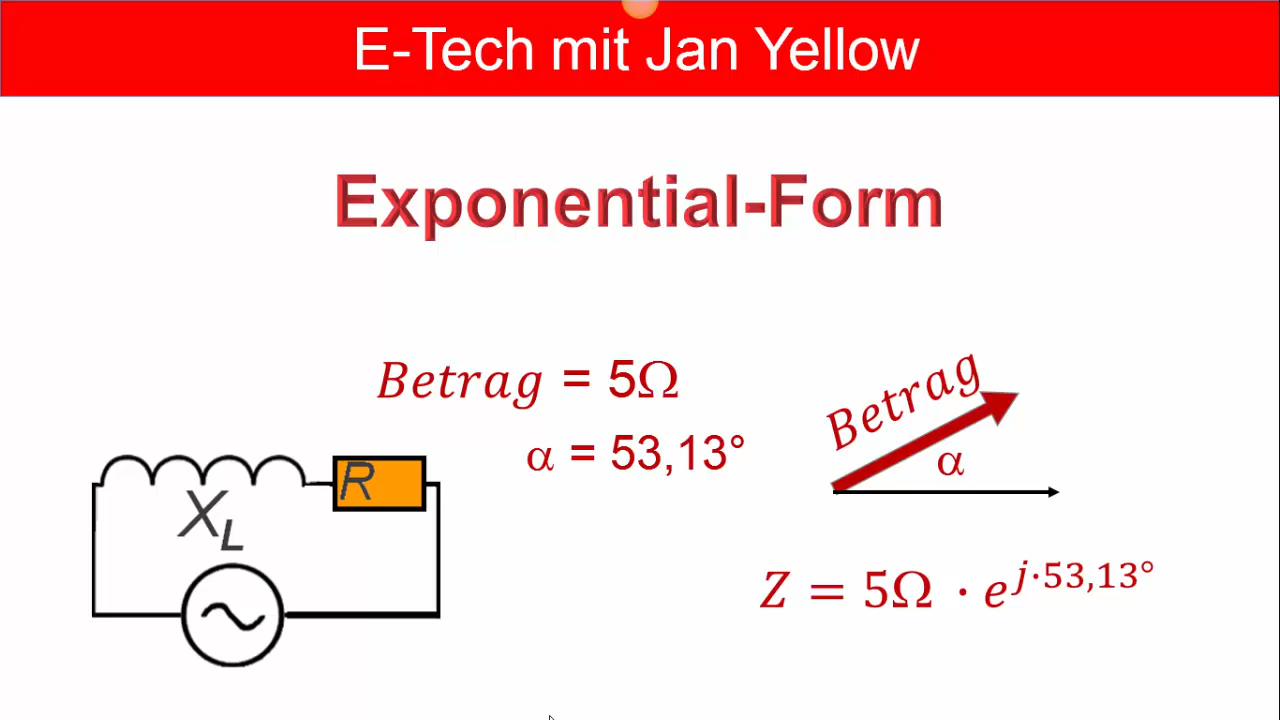 E-Tech mit Jan Yellow
Exponential-Form
Betrag = 5Ω
α = 53,13°
Betrag
α
R
X_L
Z = 5Ω · e^{j·53,13°}